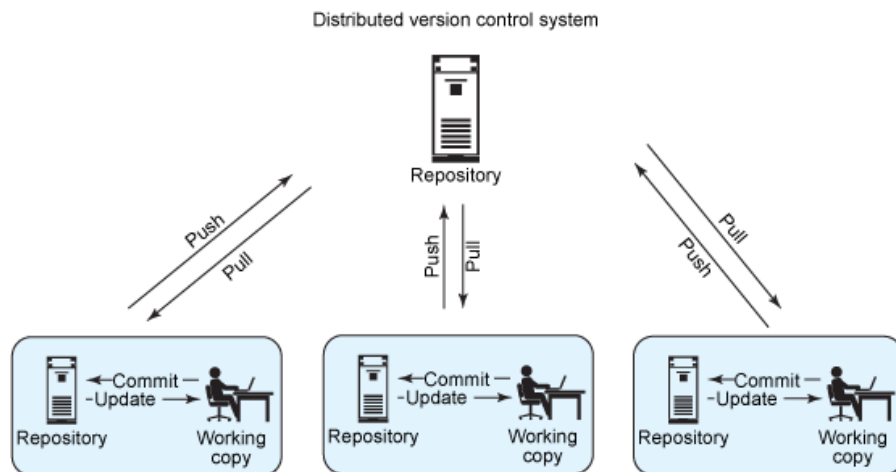 Distributed version control system
Repository
Push
Pull
Push
Pull
Pull
Push
Commit
Update
Repository
Working
copy
Commit
Update
Repository
Working
copy
Commit
Update
Repository
Working
copy